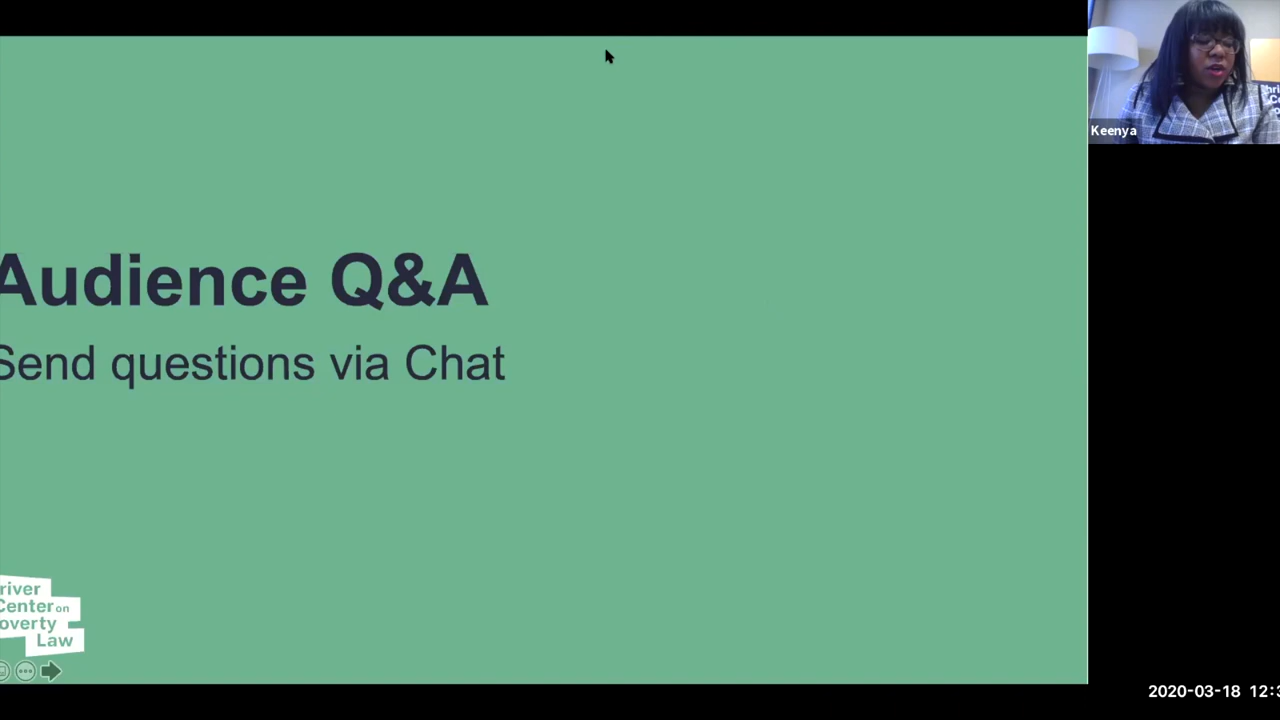 Audience Q&A
Send questions via Chat
river
Center on
overty
Law
Keenya
2020-03-18 12:3